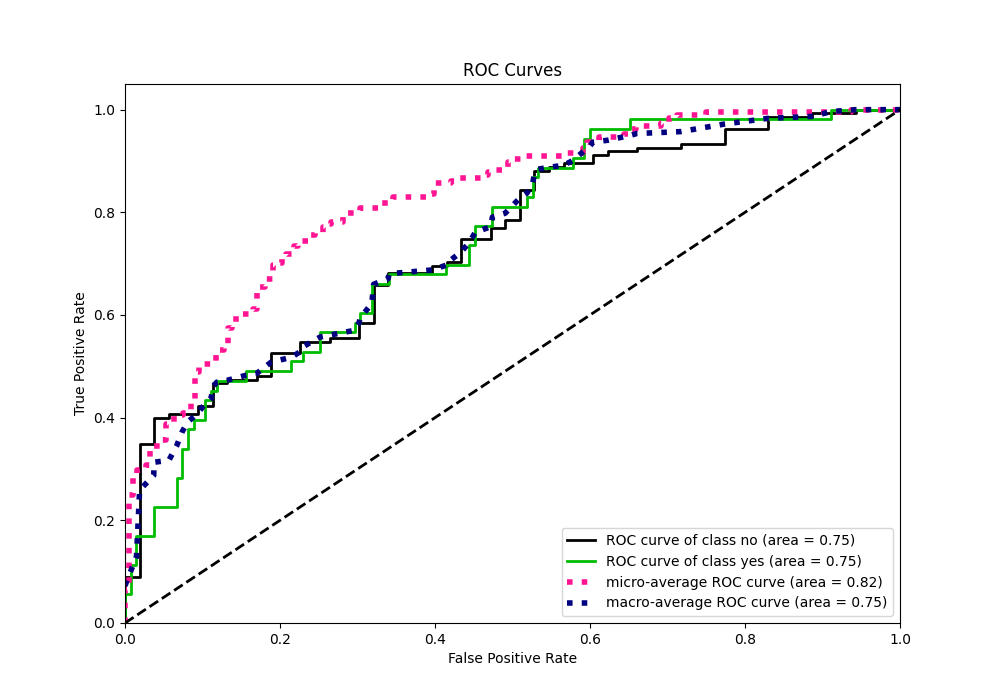 ROC Curves
True Positive Rate
1.0
0.8
0.6
0.4
0.2
0.0
ROC curve of class no (area = 0.75)
ROC curve of class yes (area = 0.75)
micro-average ROC curve (area = 0.82)
macro-average ROC curve (area = 0.75)
0.0 0.2 0.4 0.6 0.8 1.0
False Positive Rate